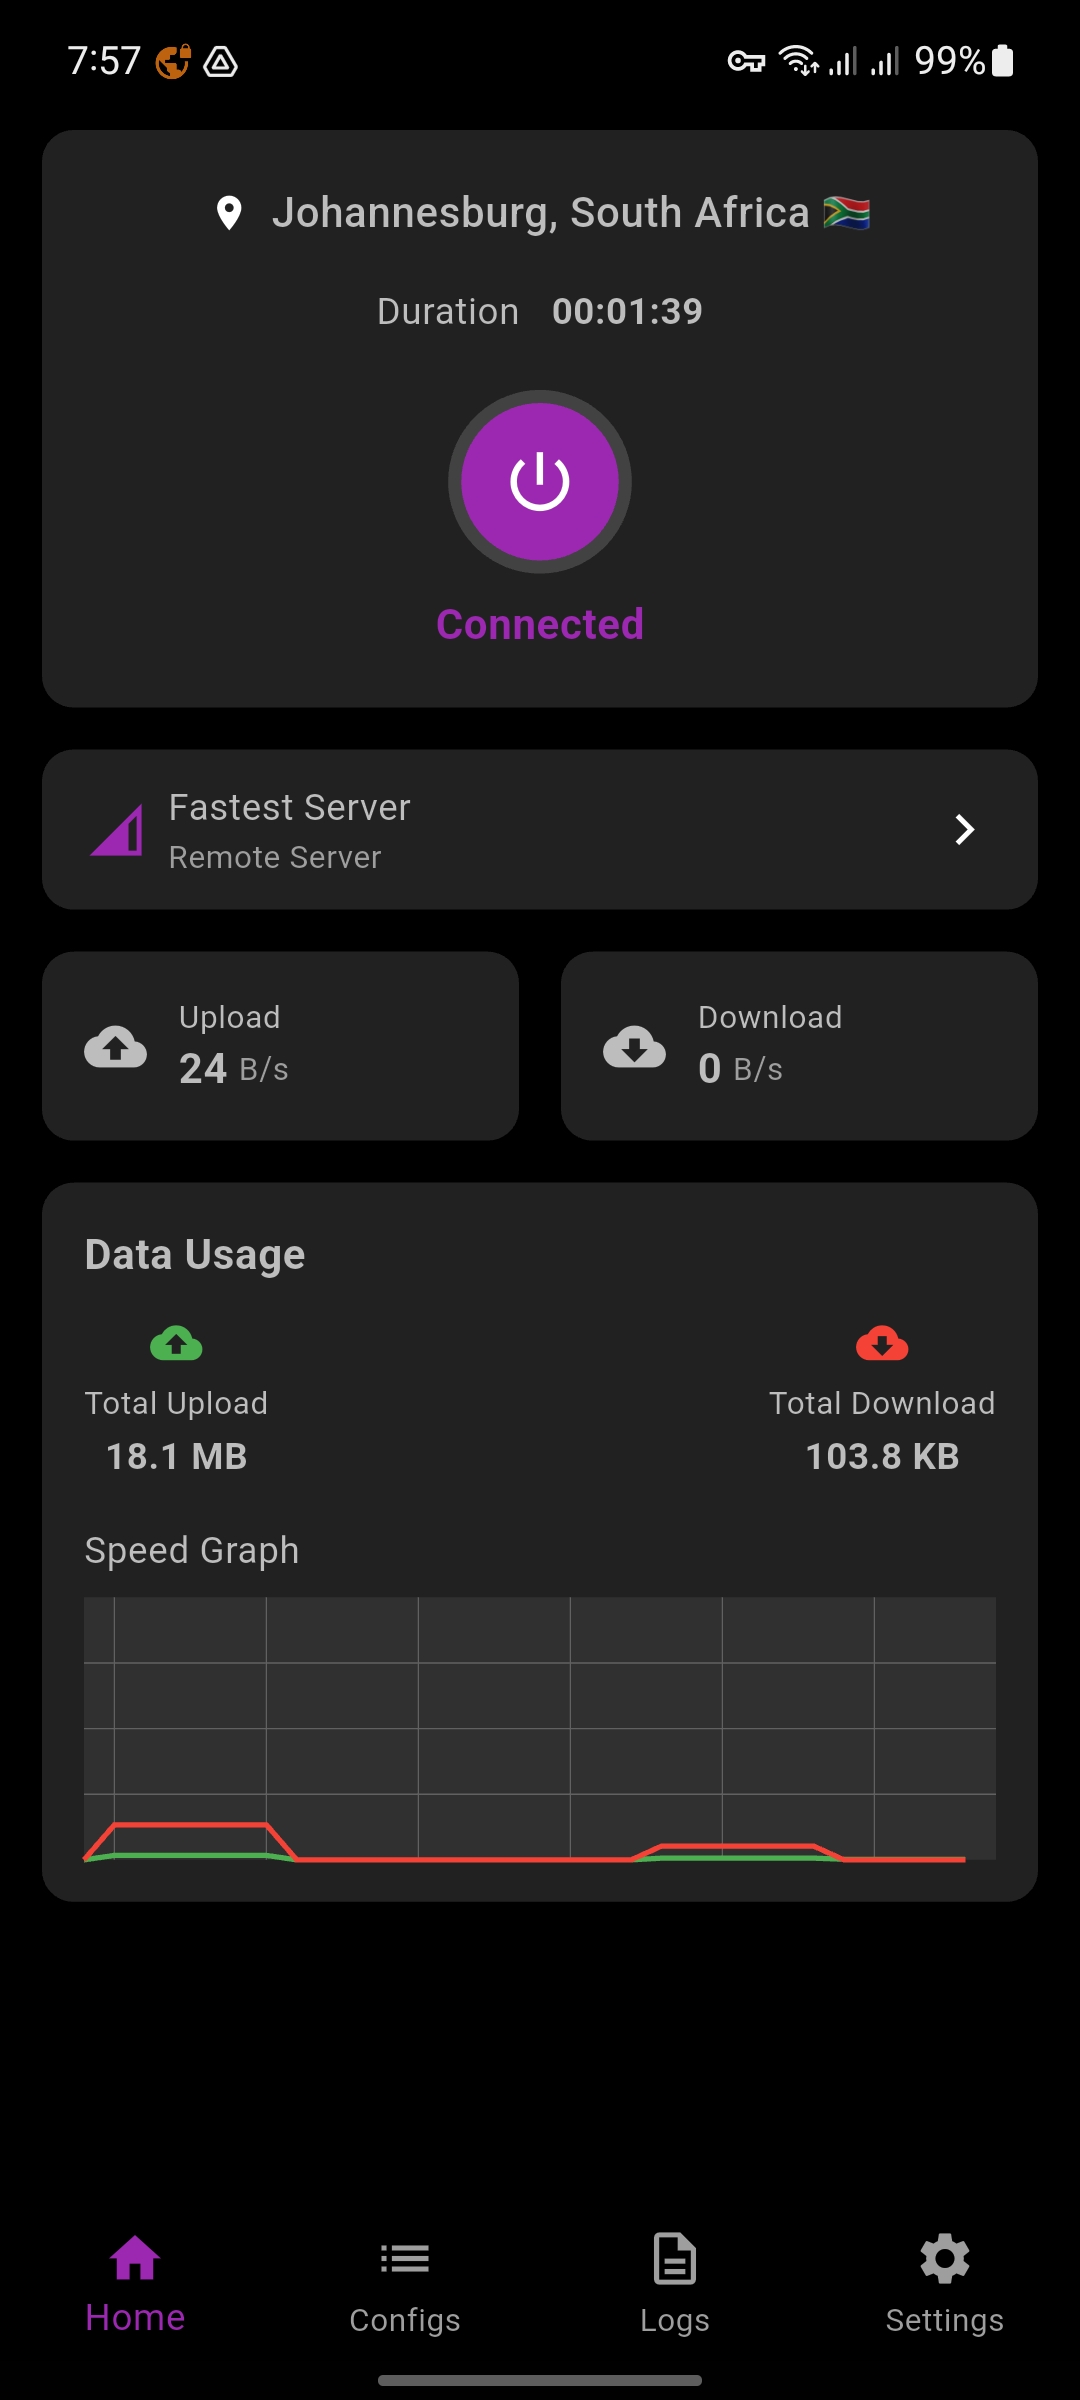 7:57
99%
Johannesburg, South Africa 🇿🇦
Duration 00:01:39
Connected
Fastest Server
Remote Server
Upload
24 B/s
Download
0 B/s
Data Usage
Total Upload
18.1 MB
Total Download
103.8 KB
Speed Graph
Home
Configs
Logs
Settings